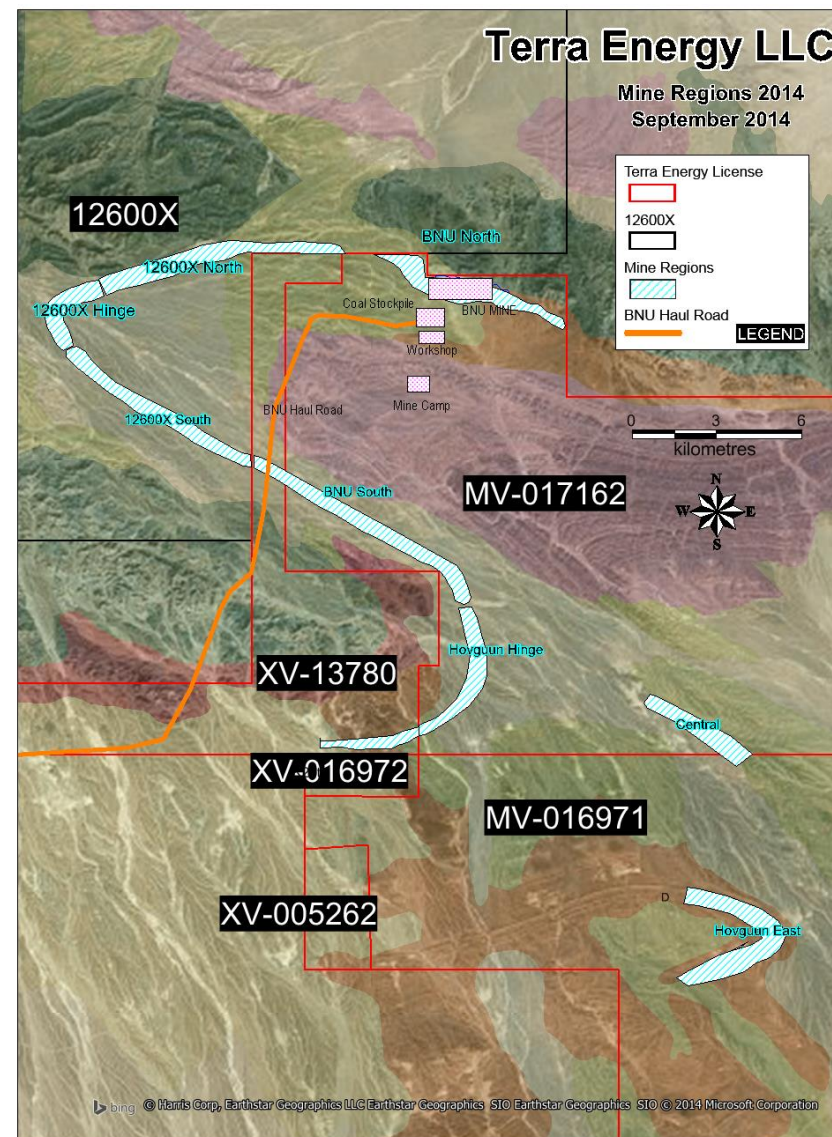 Terra Energy LLC
Mine Regions 2014
September 2014
Terra Energy License
12600X
Mine Regions
BNU Haul Road
LEGEND
0 3 6
kilometres
N
W E
S
12600X
BNU North
12600X North
12600X Hinge
Coal Stockpile
BNU MINE
Workshop
BNU Haul Road
Mine Camp
12600X South
BNU South
MV-017162
Hovguun Hinge
XV-13780
Central
XV-016972
MV-016971
XV-005262
D
Hovguun East
bing © Harris Corp, Earthstar Geographics LLC Earthstar Geographics SIO Earthstar Geographics SIO © 2014 Microsoft Corporation